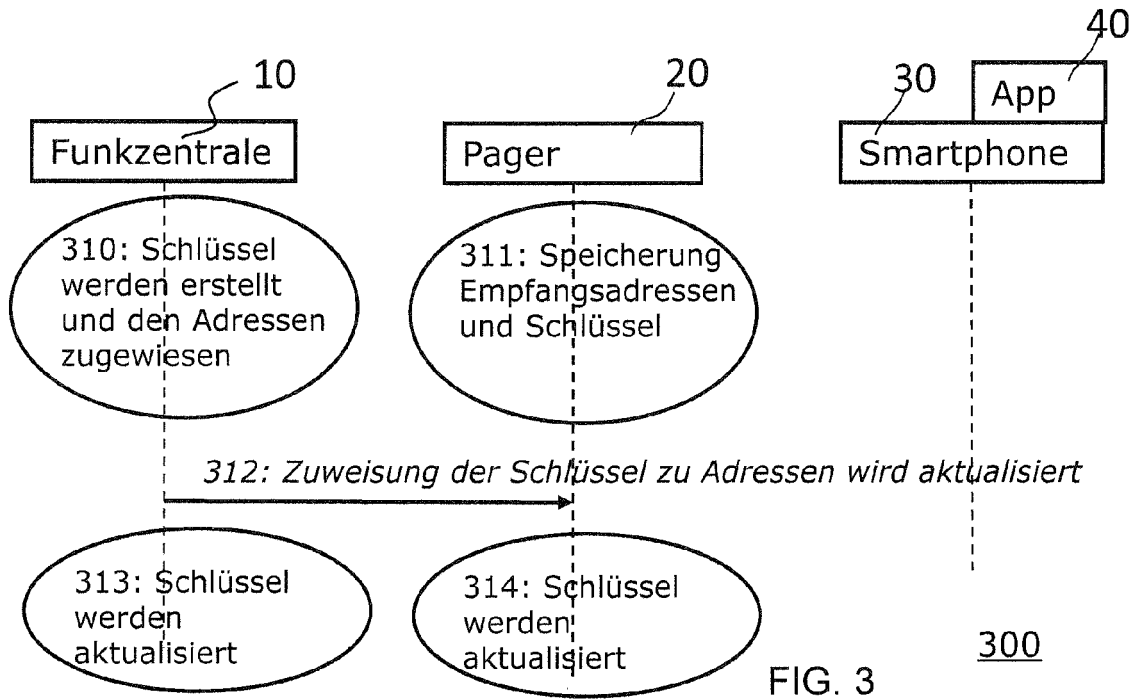 10
20
30
40
App
Funkzentrale
Pager
Smartphone
310: Schlüssel
werden erstellt
und den Adressen
zugewiesen
311: Speicherung
Empfangsadressen
und Schlüssel
312: Zuweisung der Schlüssel zu Adressen wird aktualisiert
313: Schlüssel
werden
aktualisiert
314: Schlüssel
werden
aktualisiert
300
FIG. 3